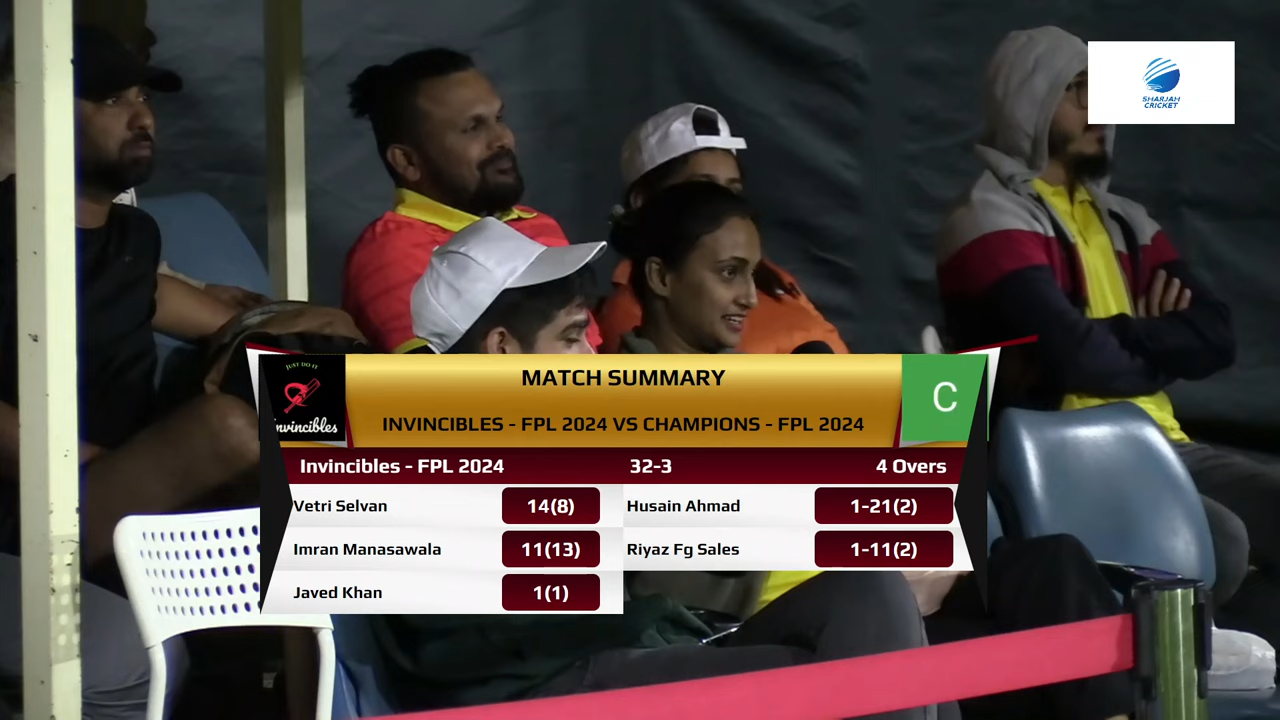 SHARJAH
CRICKET
JUST DO IT
Invincibles
MATCH SUMMARY
INVINCIBLES - FPL 2024 VS CHAMPIONS - FPL 2024
C
Invincibles - FPL 2024 32-3 4 Overs
Vetri Selvan 14(8) Husain Ahmad 1-21(2)
Imran Manasawala 11(13) Riyaz Fg Sales 1-11(2)
Javed Khan 1(1)